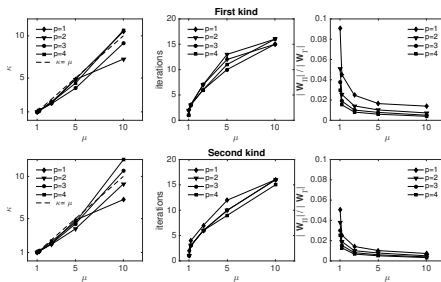 First kind
10
5
1
κ
p=1
p=2
p=3
p=4
κ= μ
1
5
10
μ
20
15
10
5
0
iterations
p=1
p=2
p=3
p=4
1
5
10
μ
0.1
0.08
0.06
0.04
0.02
0
p=1
p=2
p=3
p=4
1
5
10
μ
Second kind
10
5
1
κ
p=1
p=2
p=3
p=4
κ= μ
1
5
10
μ
20
15
10
5
0
iterations
p=1
p=2
p=3
p=4
1
5
10
μ
0.1
0.08
0.06
0.04
0.02
0
p=1
p=2
p=3
p=4
1
5
10
μ